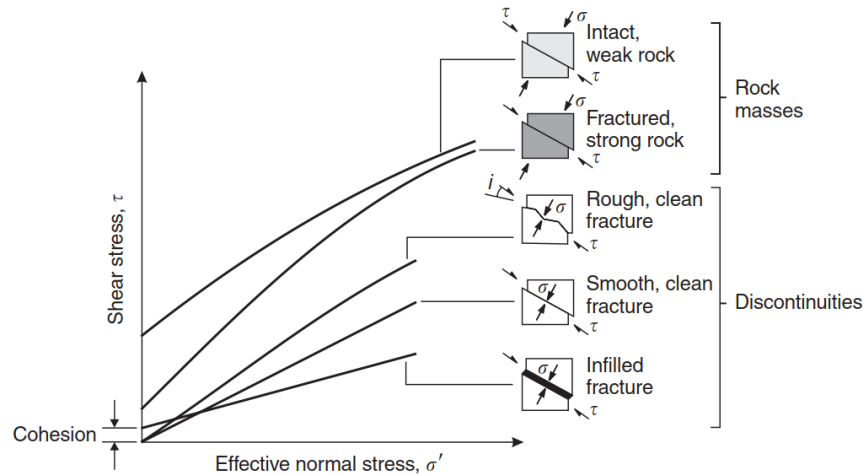 τ
σ
Intact,
weak rock
τ
σ
Fractured,
strong rock
τ
Rock
masses
i
σ
Rough, clean
fracture
τ
σ
Smooth, clean
fracture
τ
σ
Infilled
fracture
τ
Discontinuities
Shear stress, τ
Cohesion
Effective normal stress, σ′